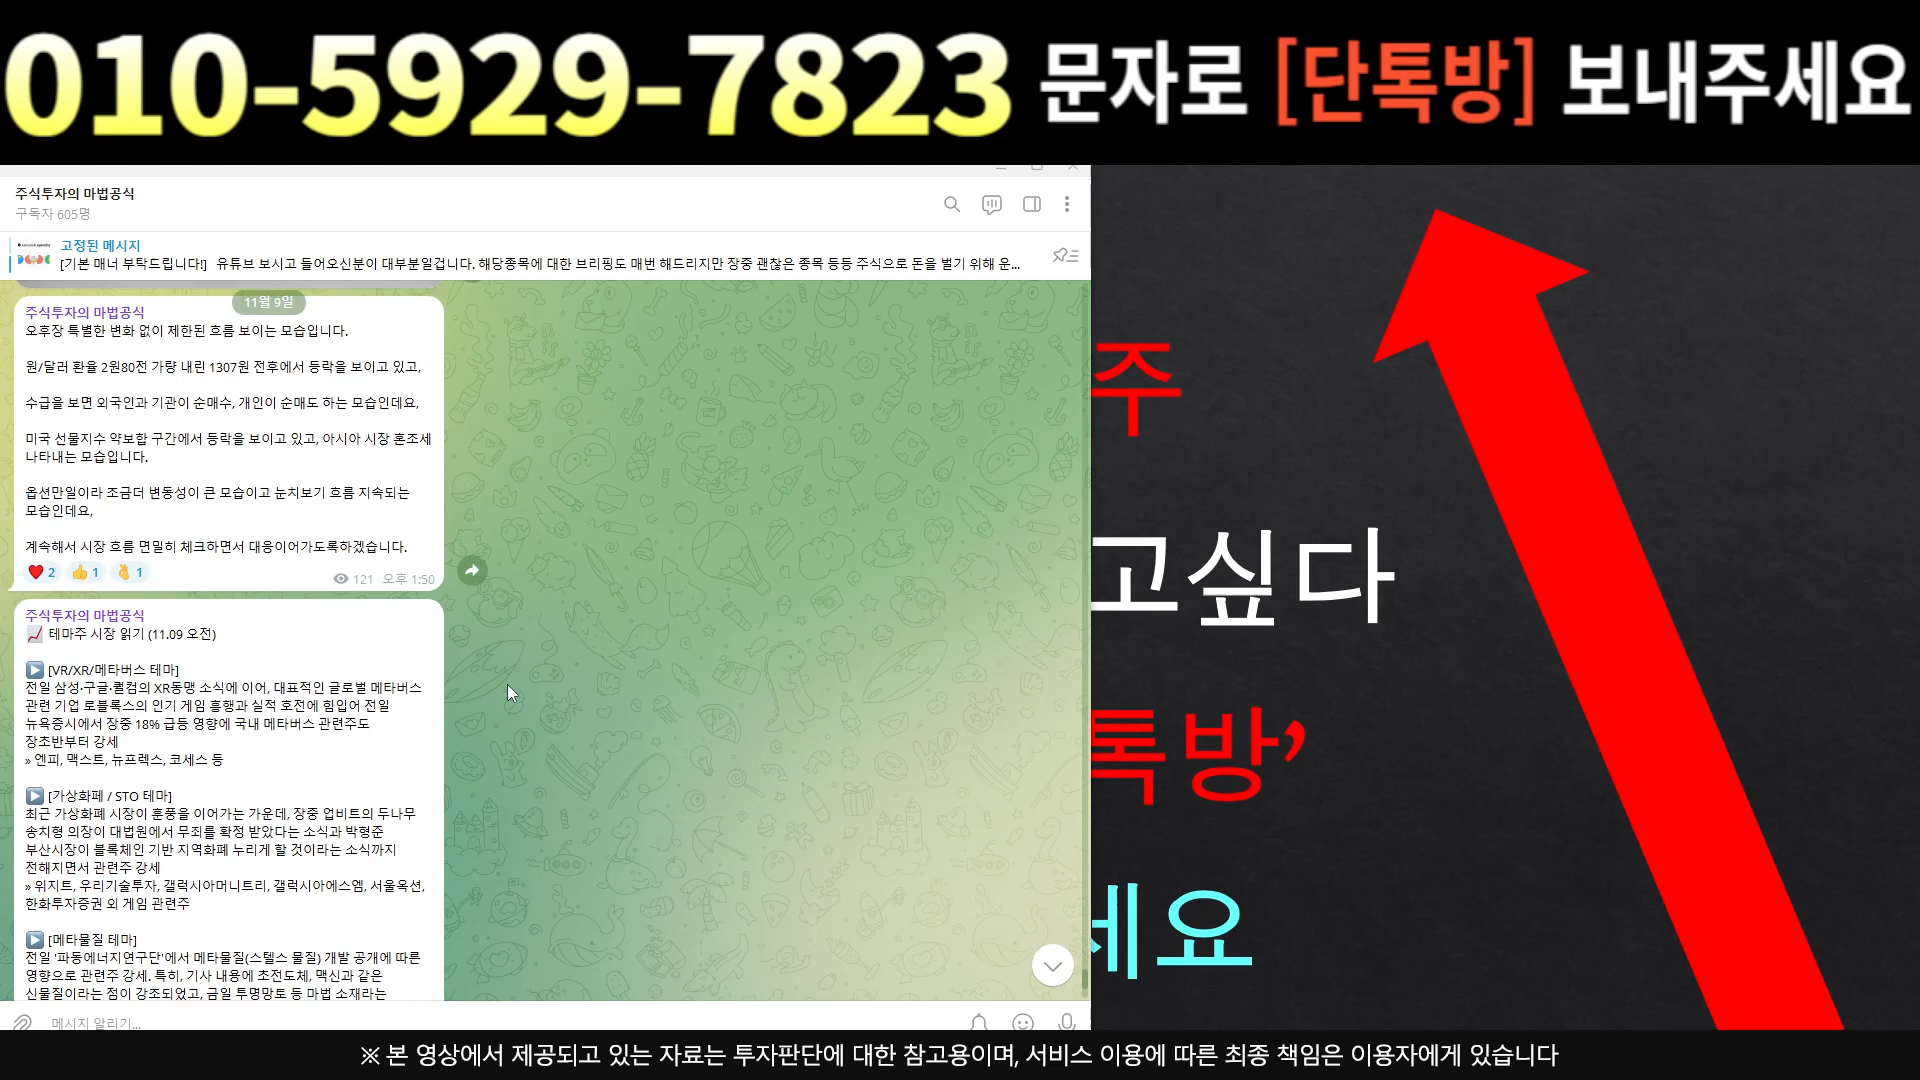 010-5929-7823 문자로 [단톡방] 보내주세요
주식투자의 마법공식
구독자 605명
고정된 메시지
[기본 매너 부탁드립니다!] 유튜브 보시고 들어오신분이 대부분일겁니다. 해당종목에 대한 브리핑도 매번 해드리지만 장중 괜찮은 종목 등등 주식으로 돈을 벌기 위해 운...
11월 9일
주식투자의 마법공식
오후장 특별한 변화 없이 제한된 흐름 보이는 모습입니다.
원/달러 환율 2원80전 가량 내린 1307원 전후에서 등락을 보이고 있고,
수급을 보면 외국인과 기관이 순매수, 개인이 순매도 하는 모습인데요,
미국 선물지수 약보합 구간에서 등락을 보이고 있고, 아시아 시장 혼조세
나타내는 모습입니다.
옵션만일이라 조금더 변동성이 큰 모습이고 눈치보기 흐름 지속되는
모습인데요,
계속해서 시장 흐름 면밀히 체크하면서 대응이어가도록하겠습니다.
2 1 1
121 오후 1:50
주식투자의 마법공식
테마주 시장 읽기 (11.09 오전)
[VR/XR/메타버스 테마]
전일 삼성·구글·퀄컴의 XR동맹 소식에 이어, 대표적인 글로벌 메타버스
관련 기업 로블록스의 인기 게임 흥행과 실적 호전에 힘입어 전일
뉴욕증시에서 장중 18% 급등 영향에 국내 메타버스 관련주도
장초반부터 강세
» 엔피, 맥스트, 뉴프렉스, 코세스 등
[가상화폐 / STO 테마]
최근 가상화폐 시장이 훈풍을 이어가는 가운데, 장중 업비트의 두나무
송치형 의장이 대법원에서 무죄를 확정 받았다는 소식과 박형준
부산시장이 블록체인 기반 지역화폐 누리게 할 것이라는 소식까지
전해지면서 관련주 강세
» 위지트, 우리기술투자, 갤럭시아머니트리, 갤럭시아에스엠, 서울옥션,
한화투자증권 외 게임 관련주
[메타물질 테마]
전일 '파동에너지연구단'에서 메타물질(스텔스 물질) 개발 공개에 따른
영향으로 관련주 강세. 특히, 기사 내용에 초전도체, 맥신과 같은
신물질이라는 점이 강조되었고, 금일 투명망토 등 마법 소재라는
메시지 알리기...
주
고싶다
톡방’
세요
※ 본 영상에서 제공되고 있는 자료는 투자판단에 대한 참고용이며, 서비스 이용에 따른 최종 책임은 이용자에게 있습니다